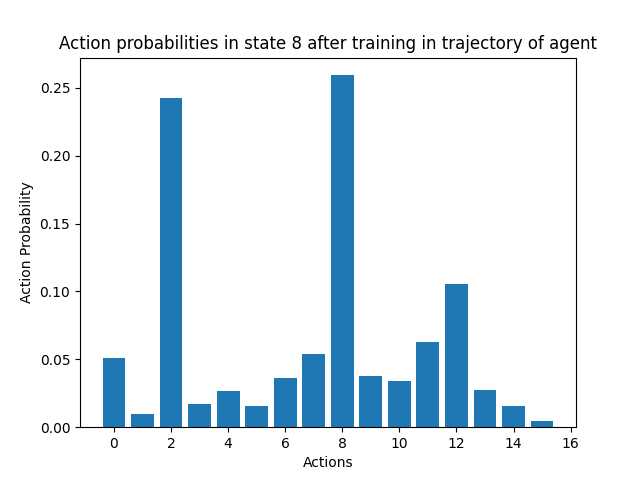 Action probabilities in state 8 after training in trajectory of agent
0.25
0.20
0.15
0.10
0.05
0.00
Action Probability
0 2 4 6 8 10 12 14 16
Actions